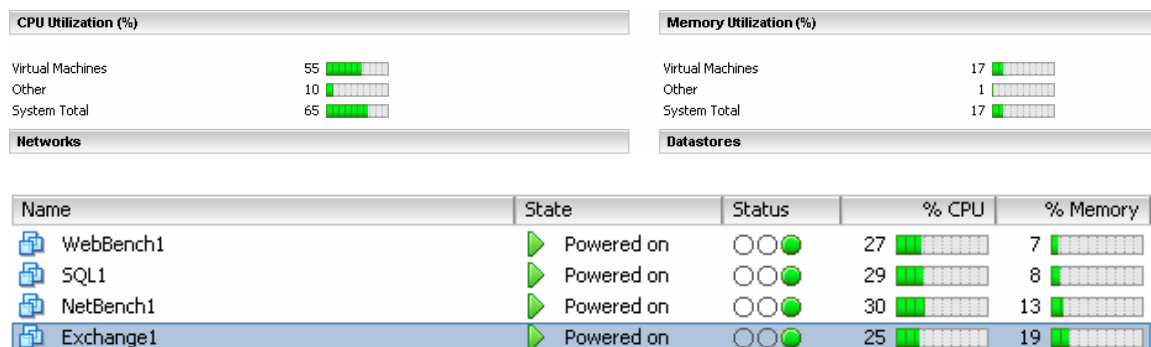 CPU Utilization (%) Memory Utilization (%)
Virtual Machines 55 Virtual Machines 17
Other 10 Other 1
System Total 65 System Total 17
Networks Datastores
Name State Status % CPU % Memory
WebBench1 Powered on 27 7
SQL1 Powered on 29 8
NetBench1 Powered on 30 13
Exchange1 Powered on 25 19